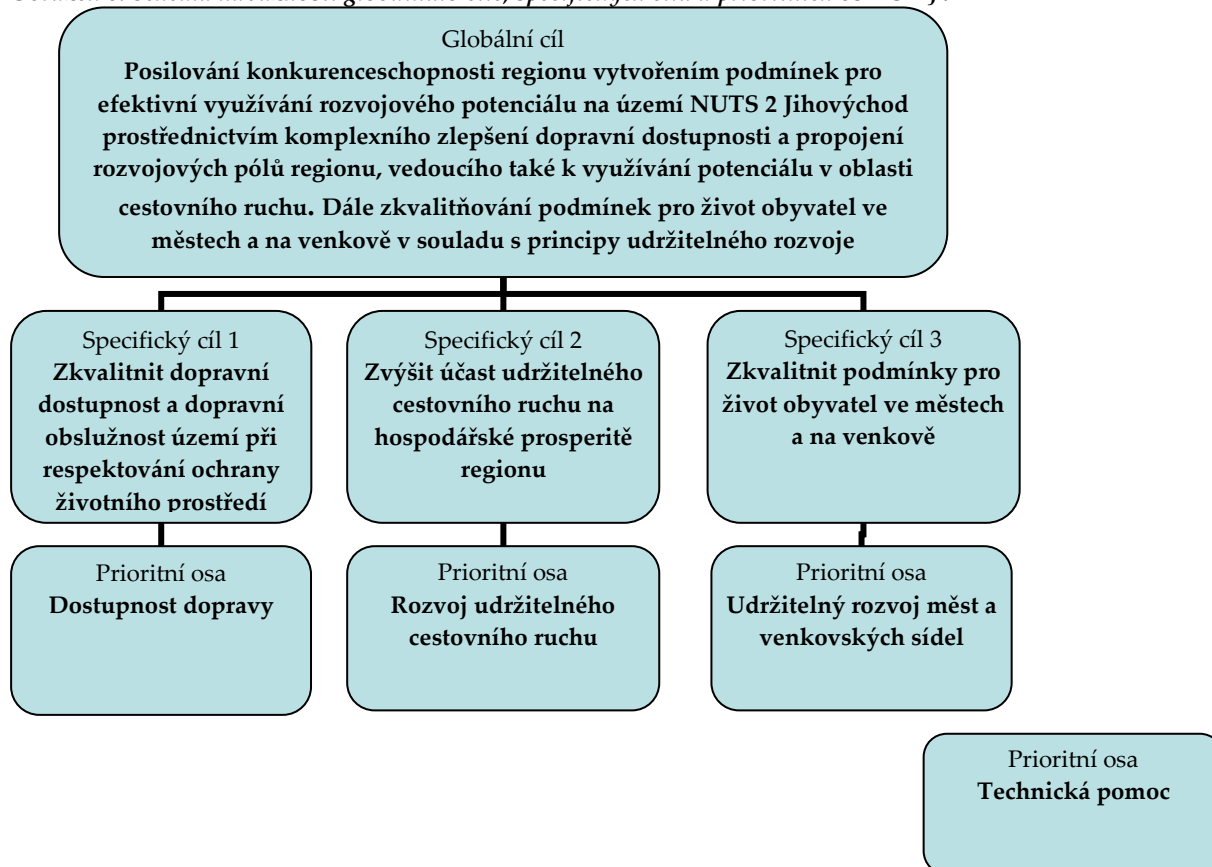 Globální cíl
Posilování konkurenceschopnosti regionu vytvořením podmínek pro
efektivní využívání rozvojového potenciálu na území NUTS 2 Jihovýchod
prostřednictvím komplexního zlepšení dopravní dostupnosti a propojení
rozvojových pólů regionu, vedoucího také k využívání potenciálu v oblasti
cestovního ruchu. Dále zkvalitňování podmínek pro život obyvatel ve
městech a na venkově v souladu s principy udržitelného rozvoje
Specifický cíl 1
Zkvalitnit dopravní
dostupnost a dopravní
obslužnost území při
respektování ochrany
životního prostředí
Specifický cíl 2
Zvýšit účast udržitelného
cestovního ruchu na
hospodářské prosperitě
regionu
Specifický cíl 3
Zkvalitnit podmínky pro
život obyvatel ve městech
a na venkově
Prioritní osa
Dostupnost dopravy
Prioritní osa
Rozvoj udržitelného
cestovního ruchu
Prioritní osa
Udržitelný rozvoj měst a
venkovských sídel
Prioritní osa
Technická pomoc